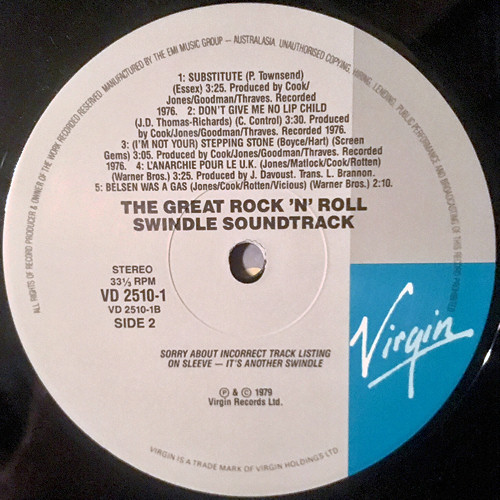 ALL RIGHTS OF RECORD PRODUCER & OWNER OF THE WORK RECORDED RESERVED. MANUFACTURED BY THE EMI MUSIC GROUP – AUSTRALASIA. UNAUTHORISED COPYING, HIRING, LENDING, PUBLIC PERFORMANCE AND BROADCASTING OF THIS RECORD PROHIBITED
1: SUBSTITUTE (P. Townsend)
(Essex) 3:25. Produced by Cook/
Jones/Goodman/Thraves. Recorded
1976. 2: DON'T GIVE ME NO LIP CHILD
(J.D. Thomas-Richards) (C. Control) 3:30. Produced
by Cook/Jones/Goodman/Thraves. Recorded 1976.
3: (I'M NOT YOUR) STEPPING STONE (Boyce/Hart) (Screen
Gems) 3:05. Produced by Cook/Jones/Goodman/Thraves. Recorded
1976. 4: L'ANARCHIE POUR LE U.K. (Jones/Matlock/Cook/Rotten)
(Warner Bros.) 3:25. Produced by J. Davoust. Trans. L. Brannon.
5: BELSEN WAS A GAS (Jones/Cook/Rotten/Vicious) (Warner Bros.) 2:10.
THE GREAT ROCK 'N' ROLL
SWINDLE SOUNDTRACK
STEREO
33⅓ RPM
VD 2510-1
VD 2510-1B
SIDE 2
Virgin
SORRY ABOUT INCORRECT TRACK LISTING
ON SLEEVE — IT'S ANOTHER SWINDLE
℗ & © 1979
Virgin Records Ltd.
VIRGIN IS A TRADE MARK OF VIRGIN HOLDINGS LTD